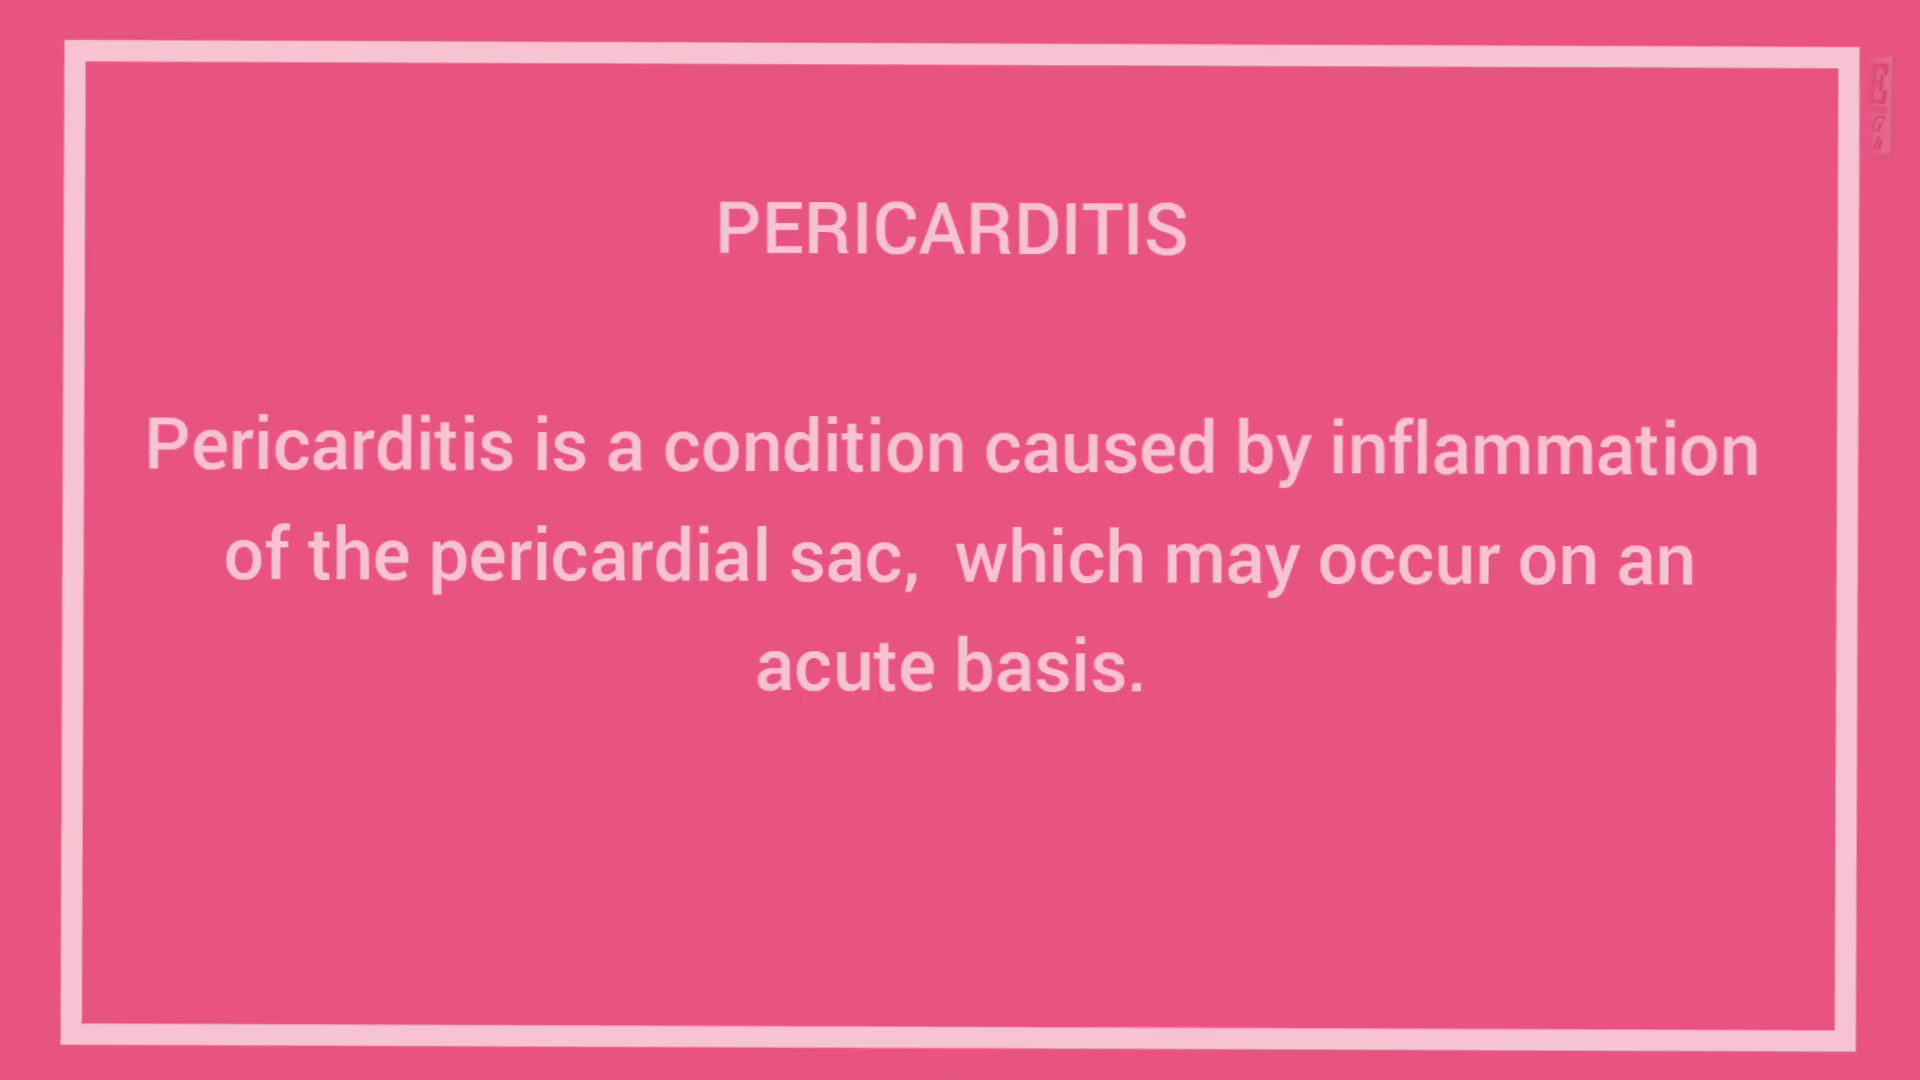 PERICARDITIS
Pericarditis is a condition caused by inflammation
of the pericardial sac,  which may occur on an
acute basis.